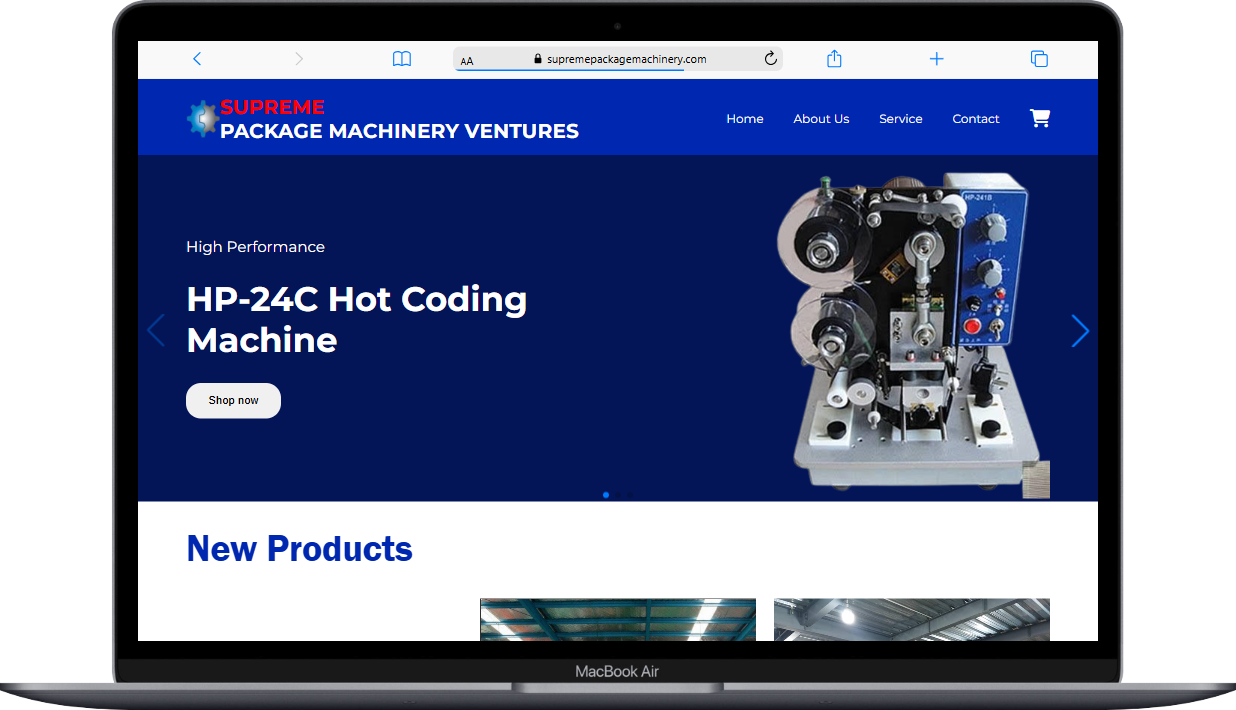 AA
supremepackagemachinery.com
SUPREME
PACKAGE MACHINERY VENTURES
Home
About Us
Service
Contact
High Performance
HP-24C Hot Coding
Machine
Shop now
HP-241B
New Products
MacBook Air